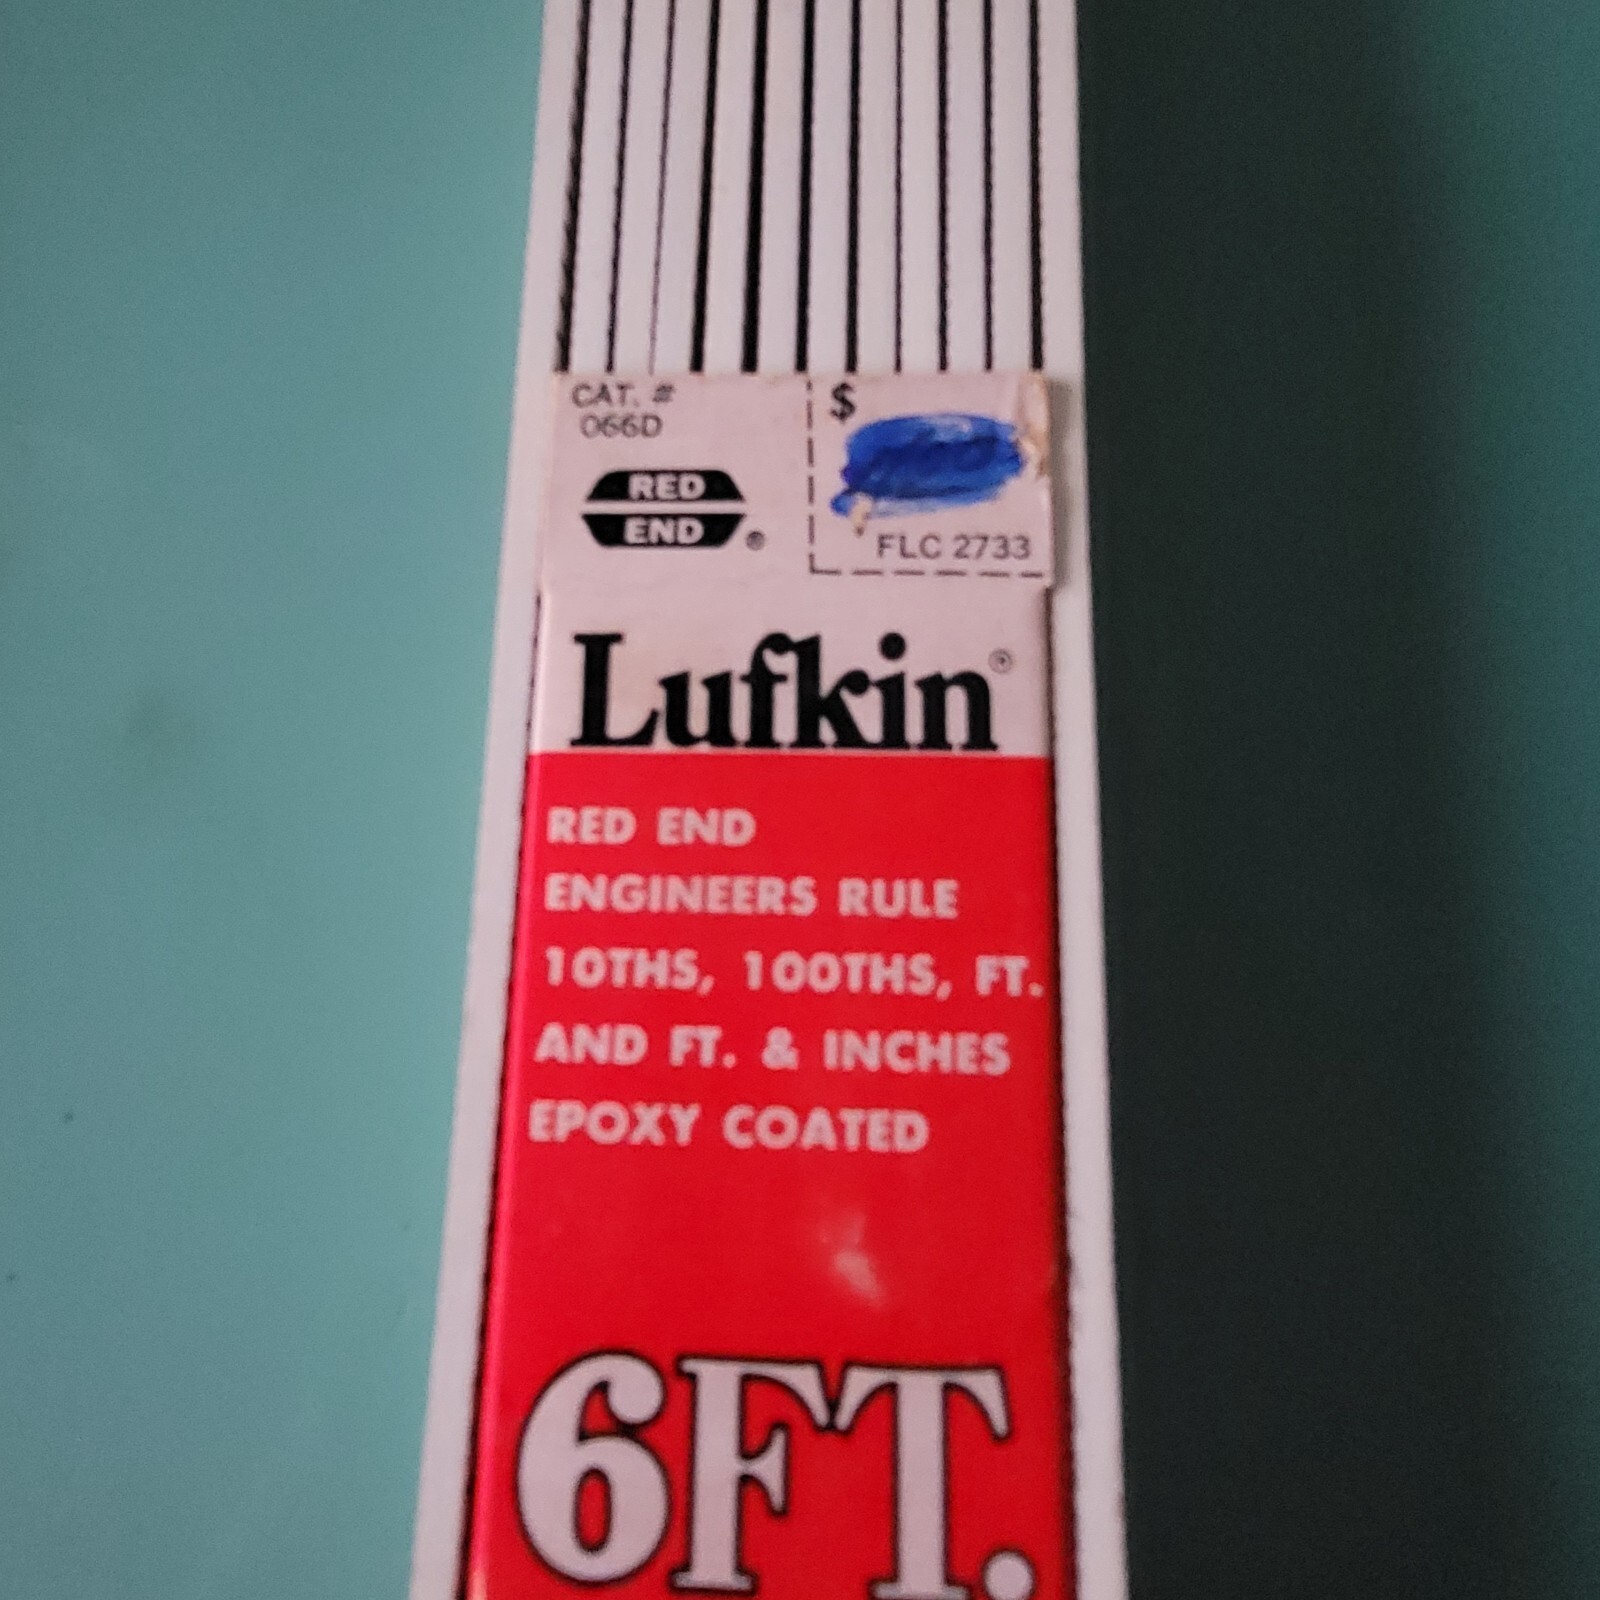 CAT. #
066D
RED
END®
$
FLC 2733
Lufkin®
RED END
ENGINEERS RULE
10THS, 100THS, FT.
AND FT. & INCHES
EPOXY COATED
6FT.